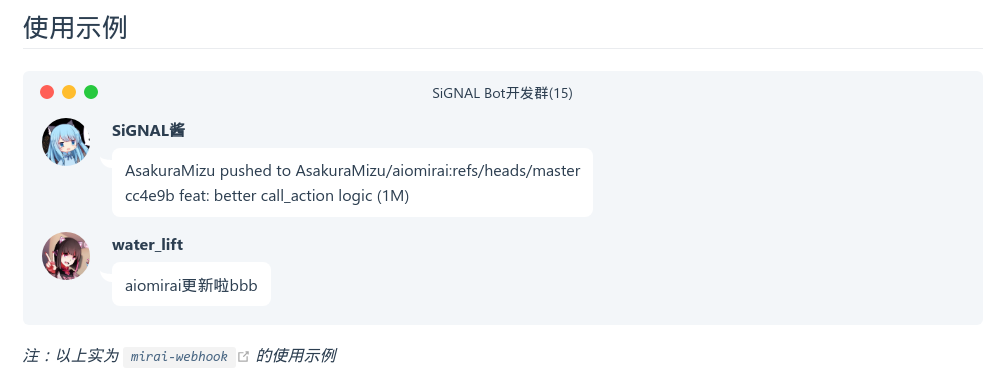 使用示例
SiGNAL Bot开发群(15)
SiGNAL酱
AsakuraMizu pushed to AsakuraMizu/aiomirai:refs/heads/master
cc4e9b feat: better call_action logic (1M)
water_lift
aiomirai更新啦bbb
注：以上实为 mirai-webhook 的使用示例